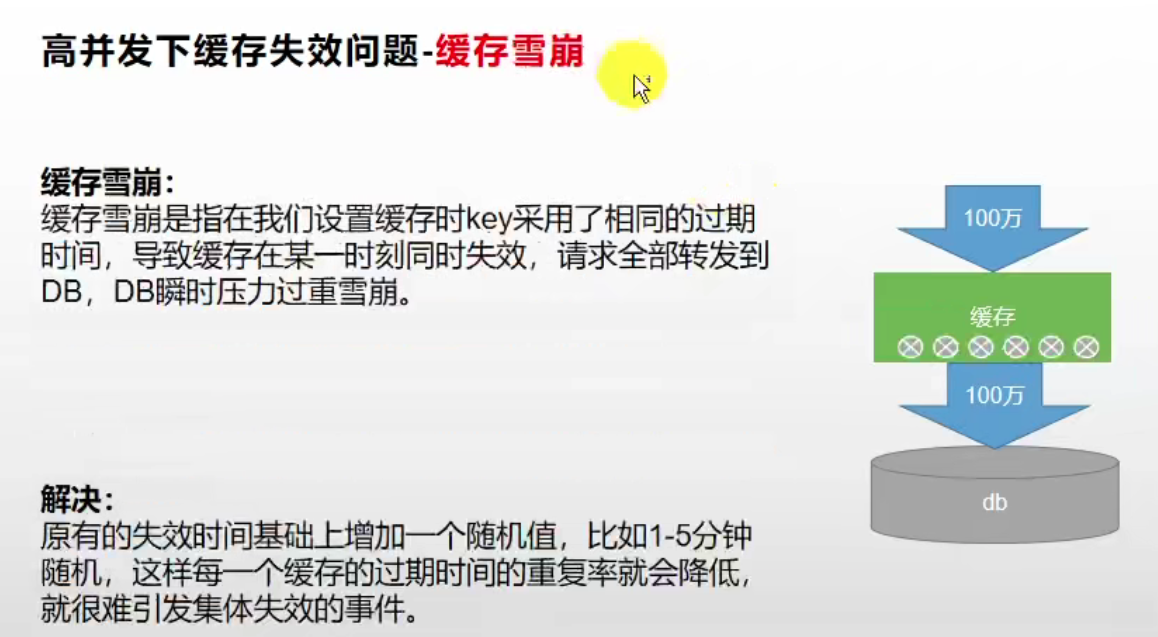 高并发下缓存失效问题-缓存雪崩
缓存雪崩：
缓存雪崩是指在我们设置缓存时key采用了相同的过期
时间，导致缓存在某一时刻同时失效，请求全部转发到
DB，DB瞬时压力过重雪崩。
100万
缓存
100万
db
解决：
原有的失效时间基础上增加一个随机值，比如1-5分钟
随机，这样每一个缓存的过期时间的重复率就会降低，
就很难引发集体失效的事件。